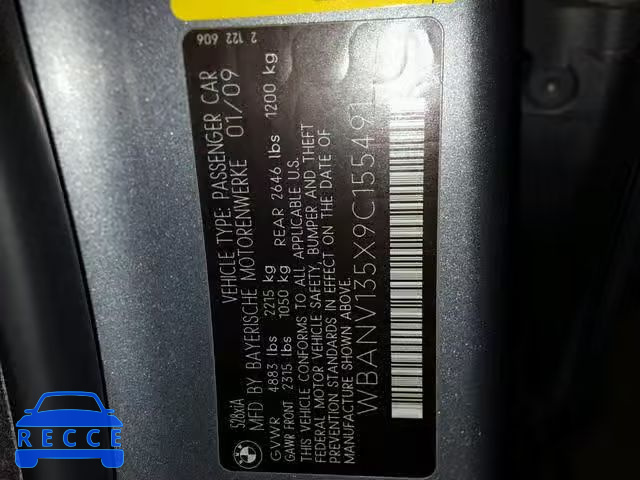 2 122 606
VEHICLE TYPE: PASSENGER CAR
528xiA MFD BY BAYERISCHE MOTORENWERKE 01/09
GVWR 4883 lbs 2215 kg
GAWR FRONT 2315 lbs 1050 kg REAR 2646 lbs 1200 kg
THIS VEHICLE CONFORMS TO ALL APPLICABLE U.S.
FEDERAL MOTOR VEHICLE SAFETY, BUMPER AND THEFT
PREVENTION STANDARDS IN EFFECT ON THE DATE OF
MANUFACTURE SHOWN ABOVE.
WBANV135X9C155491
BMW
RECCE